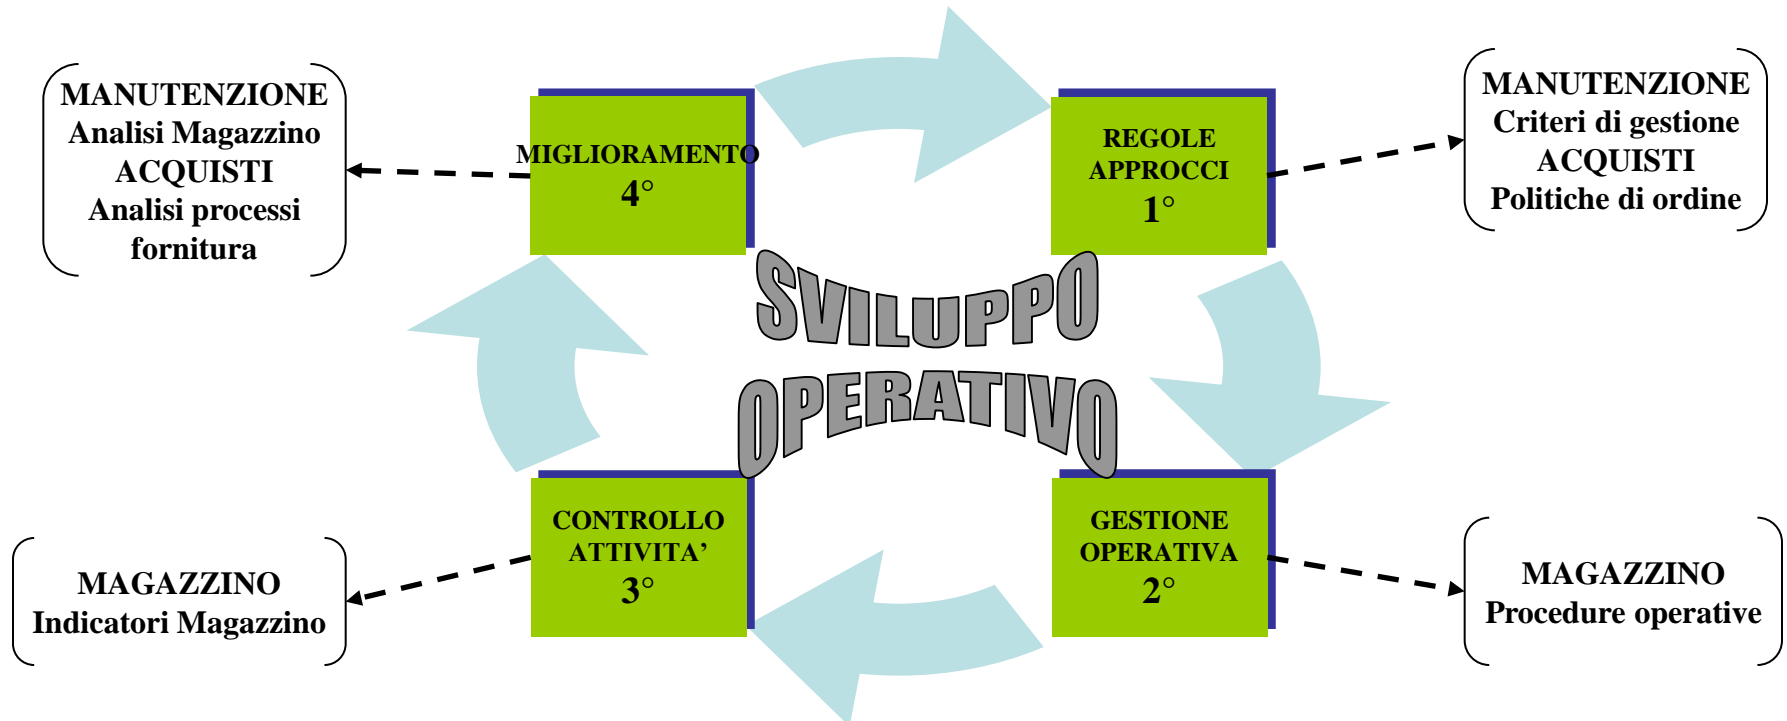 MANUTENZIONE
Analisi Magazzino
ACQUISTI
Analisi processi
fornitura
MIGLIORAMENTO
4°
REGOLE
APPROCCI
1°
MANUTENZIONE
Criteri di gestione
ACQUISTI
Politiche di ordine
SVILUPPO
OPERATIVO
MAGAZZINO
Indicatori Magazzino
CONTROLLO
ATTIVITA’
3°
GESTIONE
OPERATIVA
2°
MAGAZZINO
Procedure operative